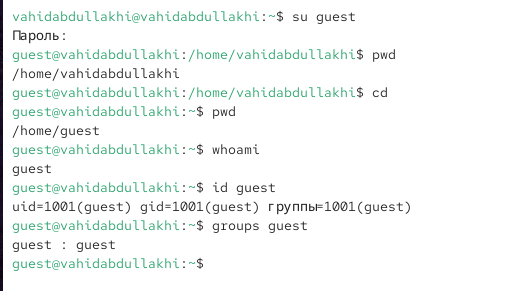 vahidabdullakhi@vahidabdullakhi:~$ su guest
Пароль:
guest@vahidabdullakhi:/home/vahidabdullakhi$ pwd
/home/vahidabdullakhi
guest@vahidabdullakhi:/home/vahidabdullakhi$ cd
guest@vahidabdullakhi:~$ pwd
/home/guest
guest@vahidabdullakhi:~$ whoami
guest
guest@vahidabdullakhi:~$ id guest
uid=1001(guest) gid=1001(guest) группы=1001(guest)
guest@vahidabdullakhi:~$ groups guest
guest : guest
guest@vahidabdullakhi:~$